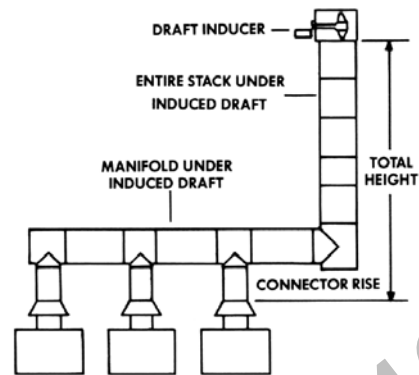 DRAFT INDUCER
ENTIRE STACK UNDER
INDUCED DRAFT
MANIFOLD UNDER
INDUCED DRAFT
TOTAL
HEIGHT
CONNECTOR RISE